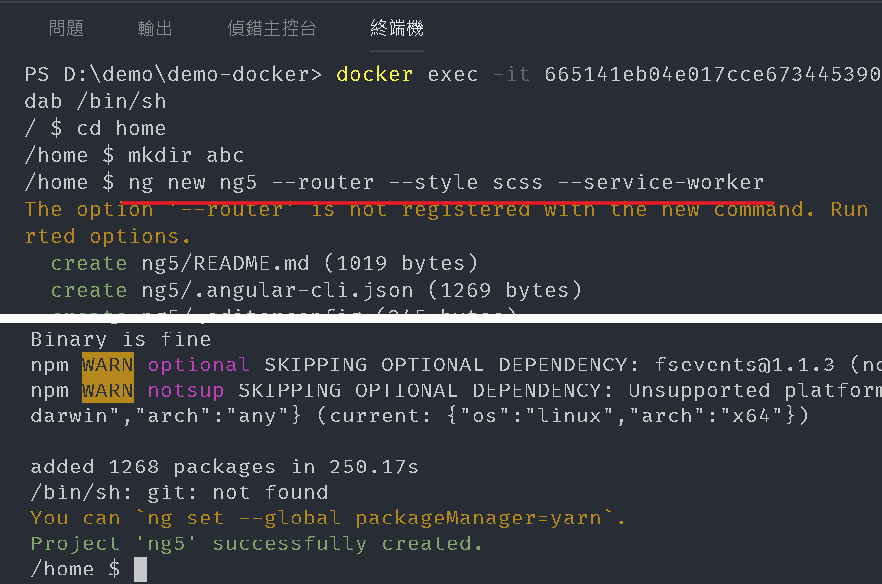 問題 輸出 偵錯主控台 終端機
PS D:\demo\demo-docker> docker exec -it 665141eb04e017cce673445390
dab /bin/sh
/ $ cd home
/home $ mkdir abc
/home $ ng new ng5 --router --style scss --service-worker
The option '--router' is not registered with the new command. Run
rted options.
create ng5/README.md (1019 bytes)
create ng5/.angular-cli.json (1269 bytes)
create ng5/.editorconfig (245 bytes)
Binary is fine
npm WARN optional SKIPPING OPTIONAL DEPENDENCY: fsevents@1.1.3 (no
npm WARN notsup SKIPPING OPTIONAL DEPENDENCY: Unsupported platform
darwin","arch":"any"} (current: {"os":"linux","arch":"x64"})
added 1268 packages in 250.17s
/bin/sh: git: not found
You can `ng set --global packageManager=yarn`.
Project 'ng5' successfully created.
/home $